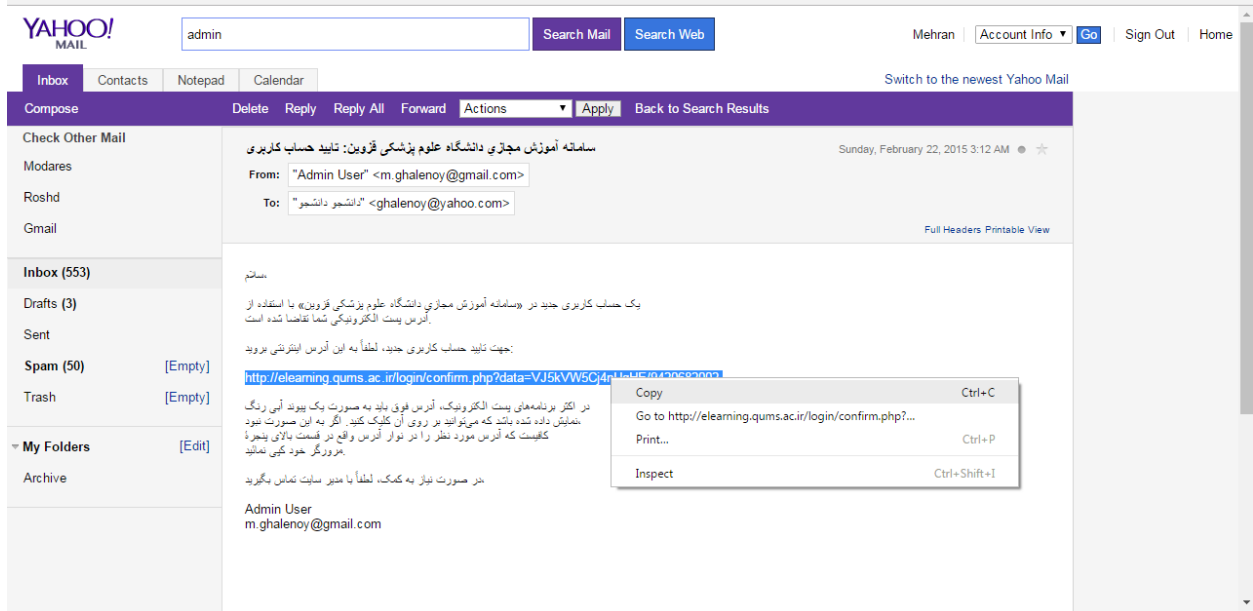 YAHOO!
MAIL
admin
Search Mail
Search Web
Mehran
Account Info
Go
Sign Out
Home
Inbox
Contacts
Notepad
Calendar
Switch to the newest Yahoo Mail
Compose
Delete
Reply
Reply All
Forward
Actions
Apply
Back to Search Results
Check Other Mail
Modares
Roshd
Gmail
Inbox (553)
Drafts (3)
Sent
Spam (50) [Empty]
Trash [Empty]
My Folders [Edit]
Archive
سامانه آموزش مجازي دانشگاه علوم پزشکی قزوین: تایید حساب کاربری
Sunday, February 22, 2015 3:12 AM
From: "Admin User" <m.ghalenoy@gmail.com>
To: "دانشجو دانشجو" <ghalenoy@yahoo.com>
Full Headers Printable View
سلام،
یک حساب کاربری جدید در «سامانه آموزش مجازي دانشگاه علوم پزشکی قزوین» با استفاده از
آدرس پست الکترونیکی شما تقاضا شده است.
جهت تایید حساب کاربری جدید، لطفاً به این آدرس اینترنتی بروید:
http://elearning.qums.ac.ir/login/confirm.php?data=VJ5kVW5Cj4
در اکثر برنامه‌های پست الکترونیک، آدرس فوق باید به صورت یک پیوند آبی رنگ
نمایش داده شده باشد که می‌توانید بر روی آن کلیک کنید. اگر به این صورت نبود،
کافیست که آدرس مورد نظر را در نوار آدرس واقع در قسمت بالای پنجرهٔ
مرورگر خود کپی نمائید.
در صورت نیاز به کمک، لطفاً با مدیر سایت تماس بگیرید،
Admin User
m.ghalenoy@gmail.com
Copy Ctrl+C
Go to http://elearning.qums.ac.ir/login/confirm.php?...
Print... Ctrl+P
Inspect Ctrl+Shift+I